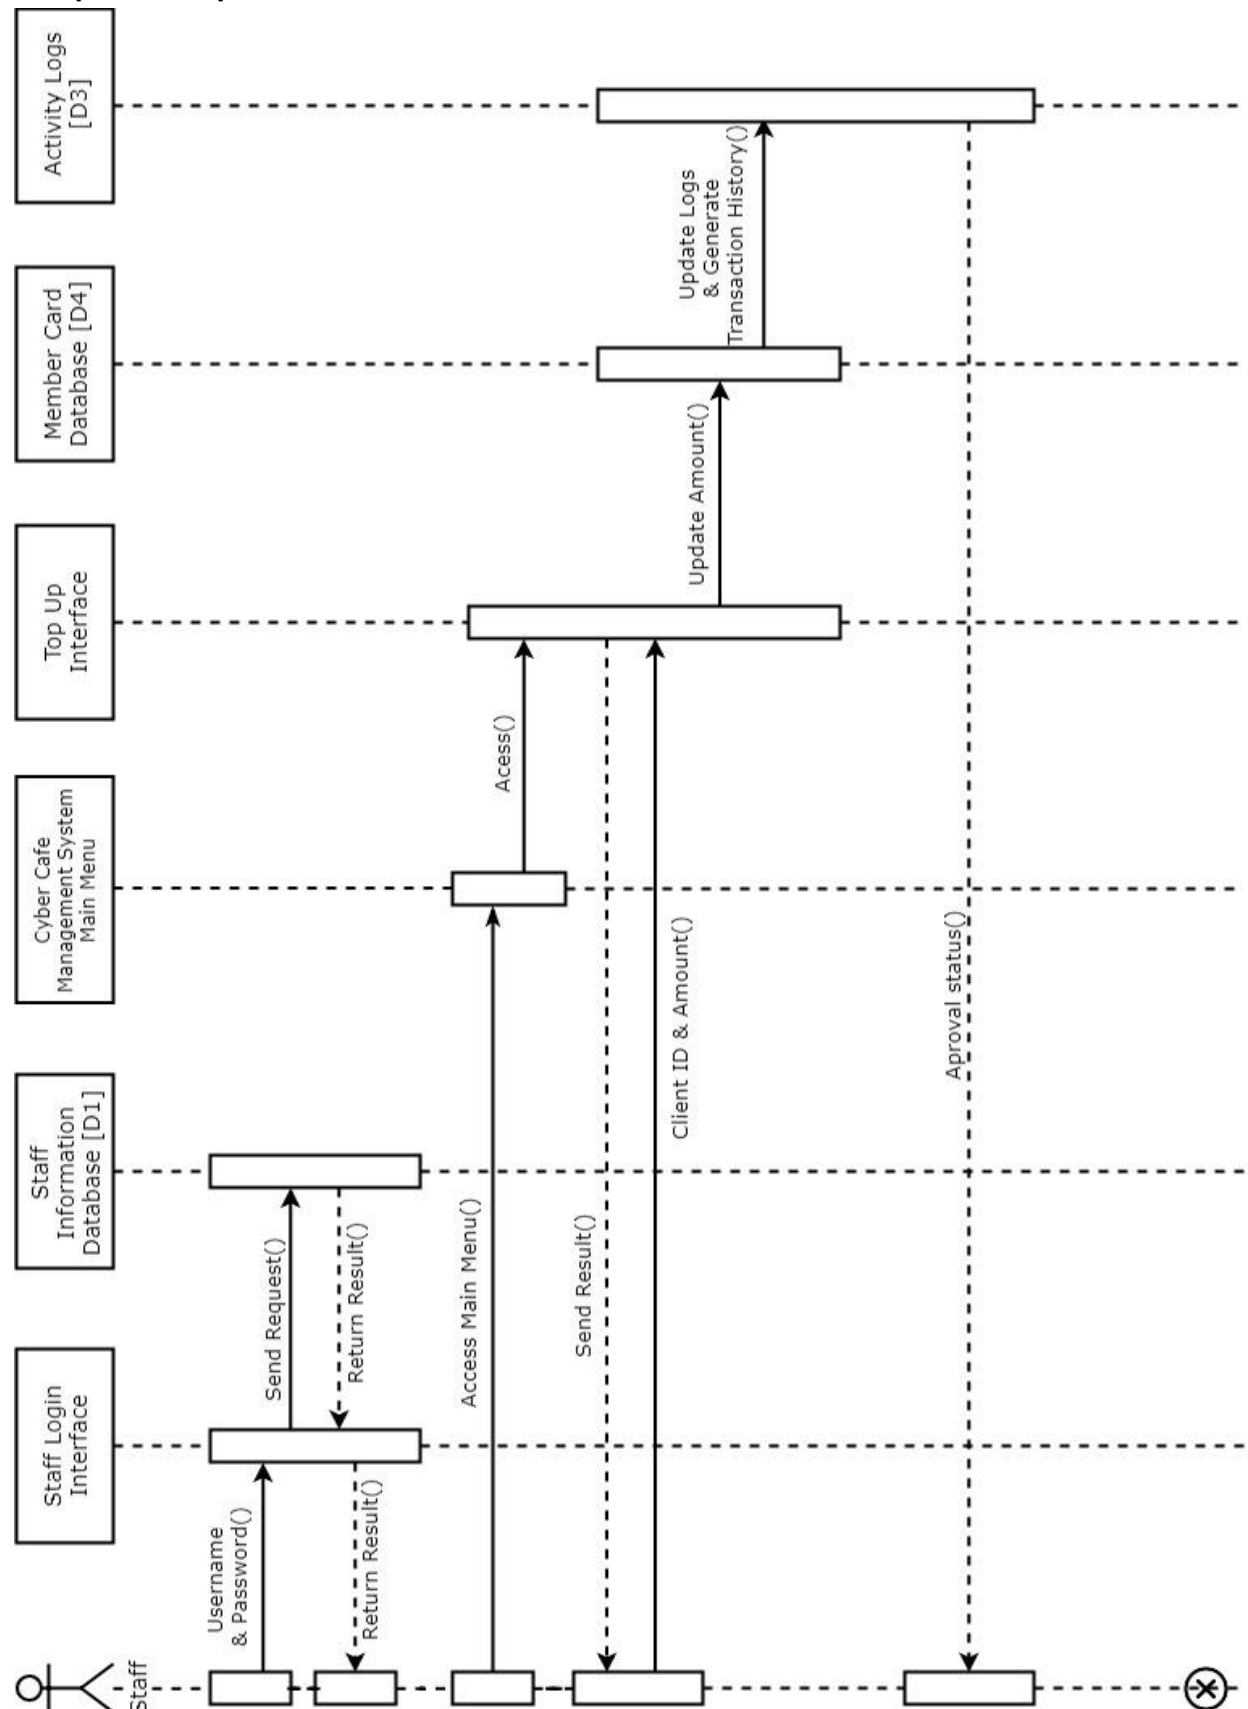 Staff
Staff Login
Interface
Staff
Information
Database [D1]
Cyber Cafe
Management System
Main Menu
Top Up
Interface
Member Card
Database [D4]
Activity Logs
[D3]
Username
& Password()
Send Request()
Return Result()
Return Result()
Access Main Menu()
Acess()
Send Result()
Client ID & Amount()
Update Amount()
Update Logs
& Generate
Transaction History()
Aproval status()